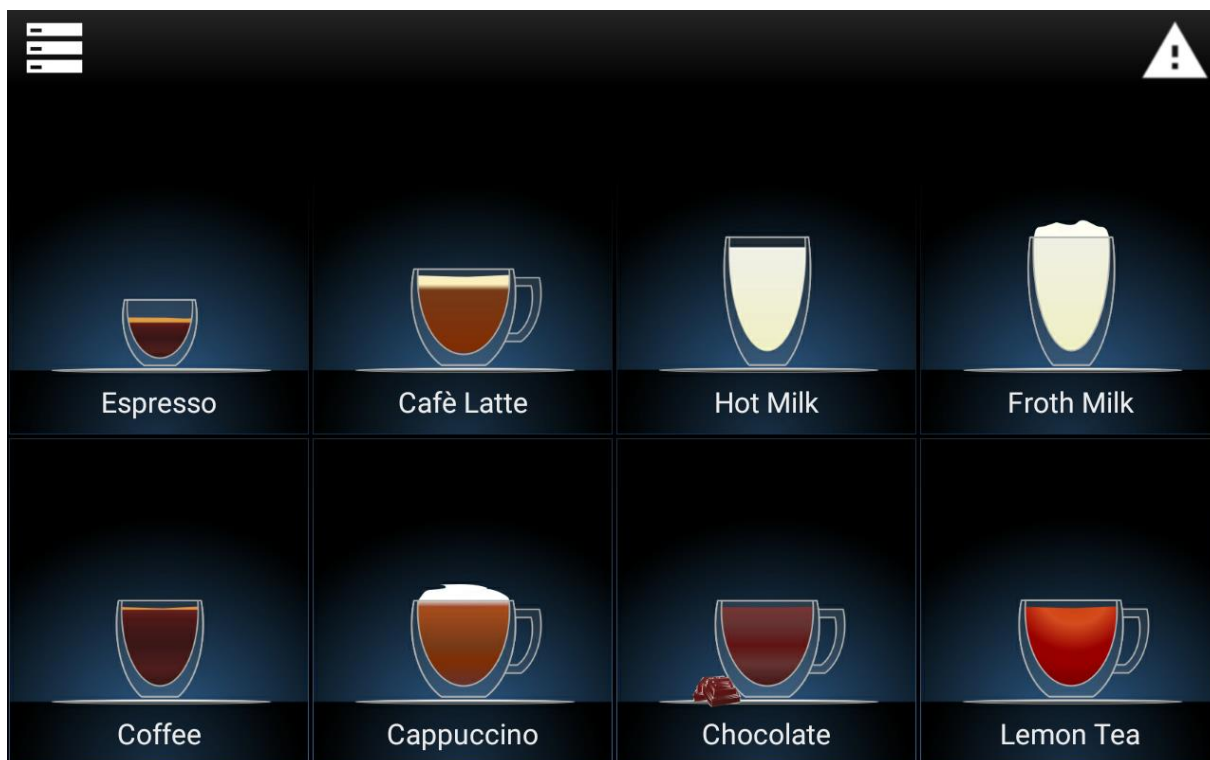 Espresso
Cafè Latte
Hot Milk
Froth Milk
Coffee
Cappuccino
Chocolate
Lemon Tea